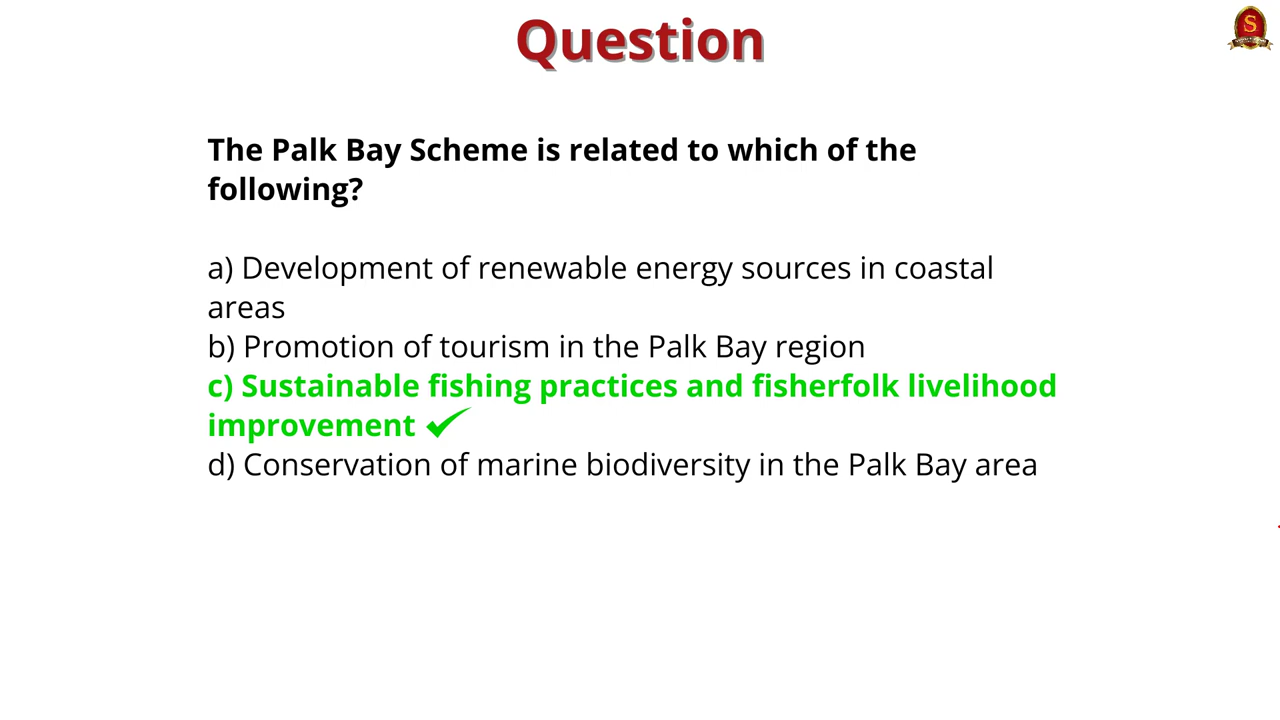 Question
S
The Palk Bay Scheme is related to which of the
following?
a) Development of renewable energy sources in coastal
areas
b) Promotion of tourism in the Palk Bay region
c) Sustainable fishing practices and fisherfolk livelihood
improvement
d) Conservation of marine biodiversity in the Palk Bay area